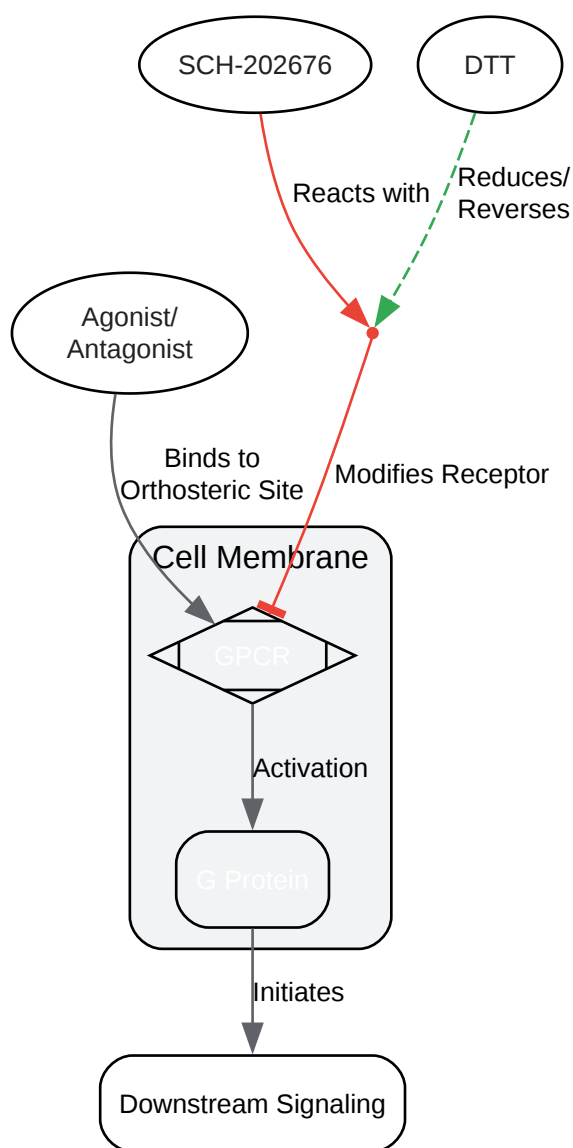 SCH-202676
DTT
Reacts with
Reduces/
Reverses
Agonist/
Antagonist
Binds to
Orthosteric Site
Modifies Receptor
Cell Membrane
GPCR
Activation
G Protein
Initiates
Downstream Signaling